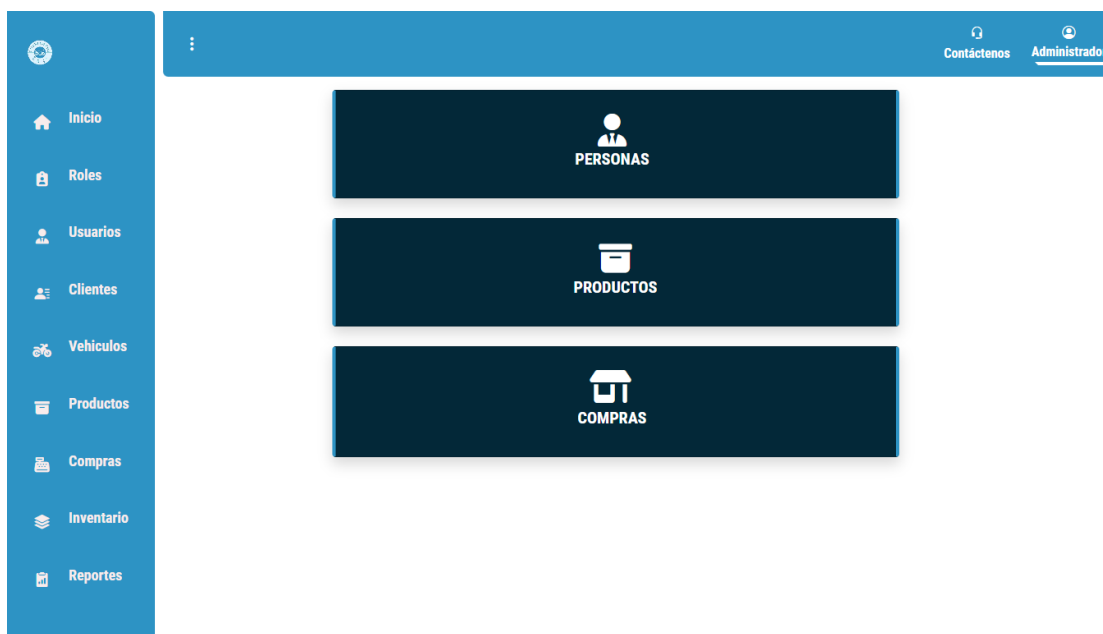 Contáctenos
Administrado
Inicio
Roles
Usuarios
Clientes
Vehiculos
Productos
Compras
Inventario
Reportes
PERSONAS
PRODUCTOS
COMPRAS